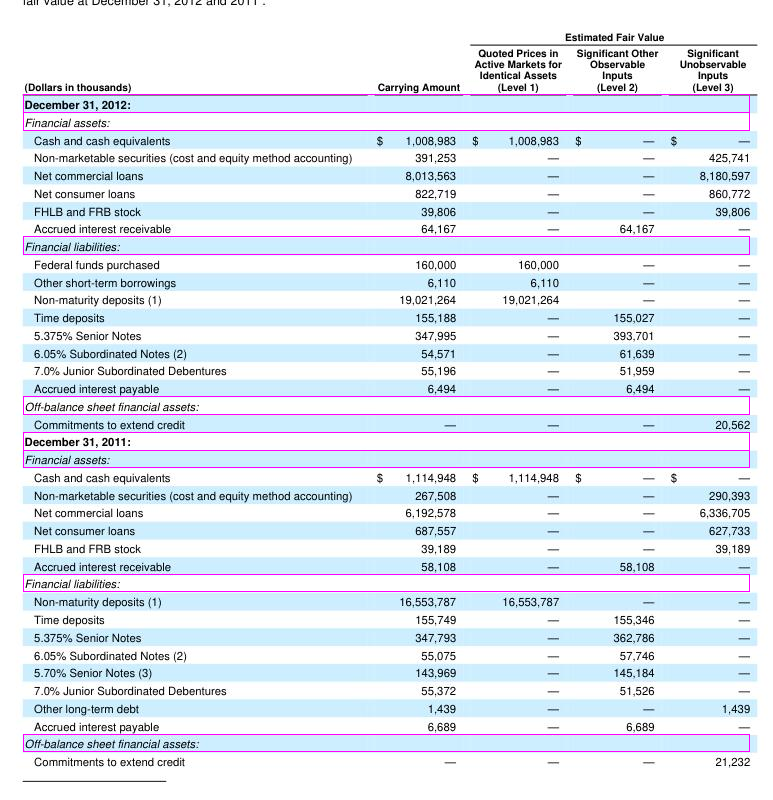 fair value at December 31, 2012 and 2011 :
Estimated Fair Value
(Dollars in thousands) Carrying Amount Quoted Prices in Active Markets for Identical Assets (Level 1) Significant Other Observable Inputs (Level 2) Significant Unobservable Inputs (Level 3)
December 31, 2012:
Financial assets:
Cash and cash equivalents $ 1,008,983 $ 1,008,983 $ — $ —
Non-marketable securities (cost and equity method accounting) 391,253 — — 425,741
Net commercial loans 8,013,563 — — 8,180,597
Net consumer loans 822,719 — — 860,772
FHLB and FRB stock 39,806 — — 39,806
Accrued interest receivable 64,167 — 64,167 —
Financial liabilities:
Federal funds purchased 160,000 160,000 — —
Other short-term borrowings 6,110 6,110 — —
Non-maturity deposits (1) 19,021,264 19,021,264 — —
Time deposits 155,188 — 155,027 —
5.375% Senior Notes 347,995 — 393,701 —
6.05% Subordinated Notes (2) 54,571 — 61,639 —
7.0% Junior Subordinated Debentures 55,196 — 51,959 —
Accrued interest payable 6,494 — 6,494 —
Off-balance sheet financial assets:
Commitments to extend credit — — — 20,562
December 31, 2011:
Financial assets:
Cash and cash equivalents $ 1,114,948 $ 1,114,948 $ — $ —
Non-marketable securities (cost and equity method accounting) 267,508 — — 290,393
Net commercial loans 6,192,578 — — 6,336,705
Net consumer loans 687,557 — — 627,733
FHLB and FRB stock 39,189 — — 39,189
Accrued interest receivable 58,108 — 58,108 —
Financial liabilities:
Non-maturity deposits (1) 16,553,787 16,553,787 — —
Time deposits 155,749 — 155,346 —
5.375% Senior Notes 347,793 — 362,786 —
6.05% Subordinated Notes (2) 55,075 — 57,746 —
5.70% Senior Notes (3) 143,969 — 145,184 —
7.0% Junior Subordinated Debentures 55,372 — 51,526 —
Other long-term debt 1,439 — — 1,439
Accrued interest payable 6,689 — 6,689 —
Off-balance sheet financial assets:
Commitments to extend credit — — — 21,232